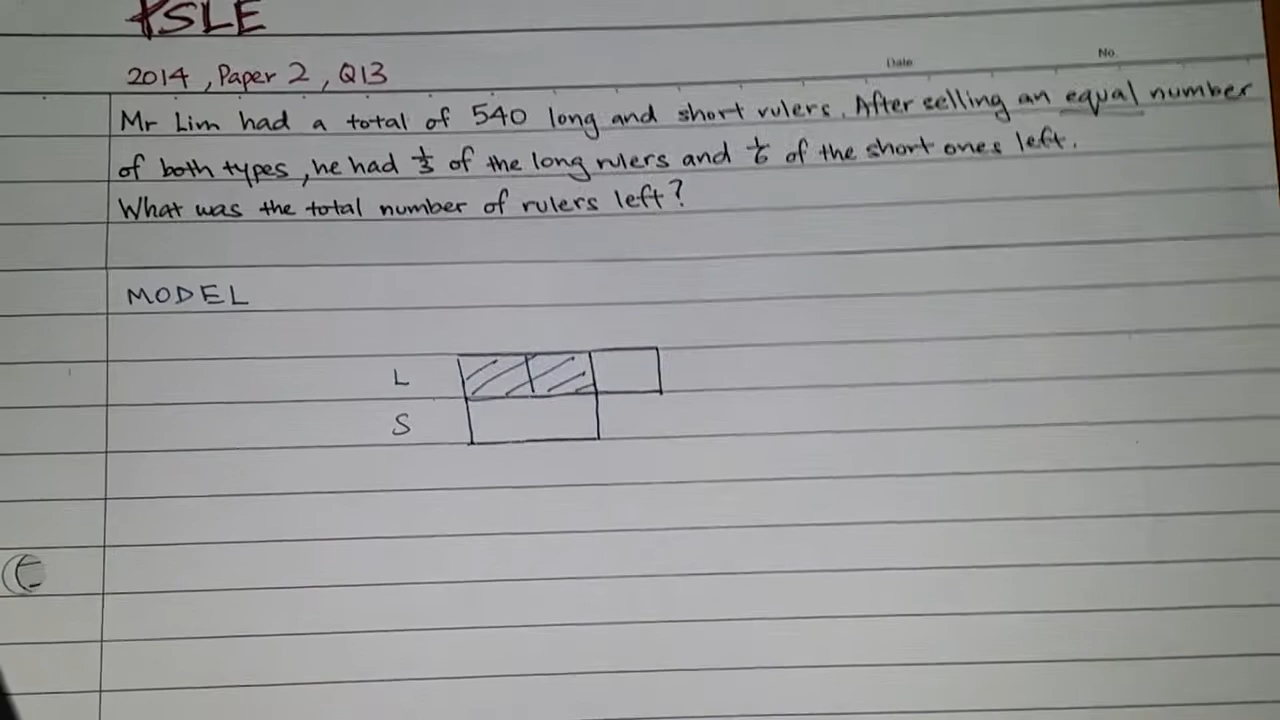 PSLE
2014, Paper 2, Q13
Date
No.
Mr Lim had a total of 540 long and short rulers. After selling an equal number
of both types, he had 1/3 of the long rulers and 1/6 of the short ones left.
What was the total number of rulers left?
MODEL
L
S